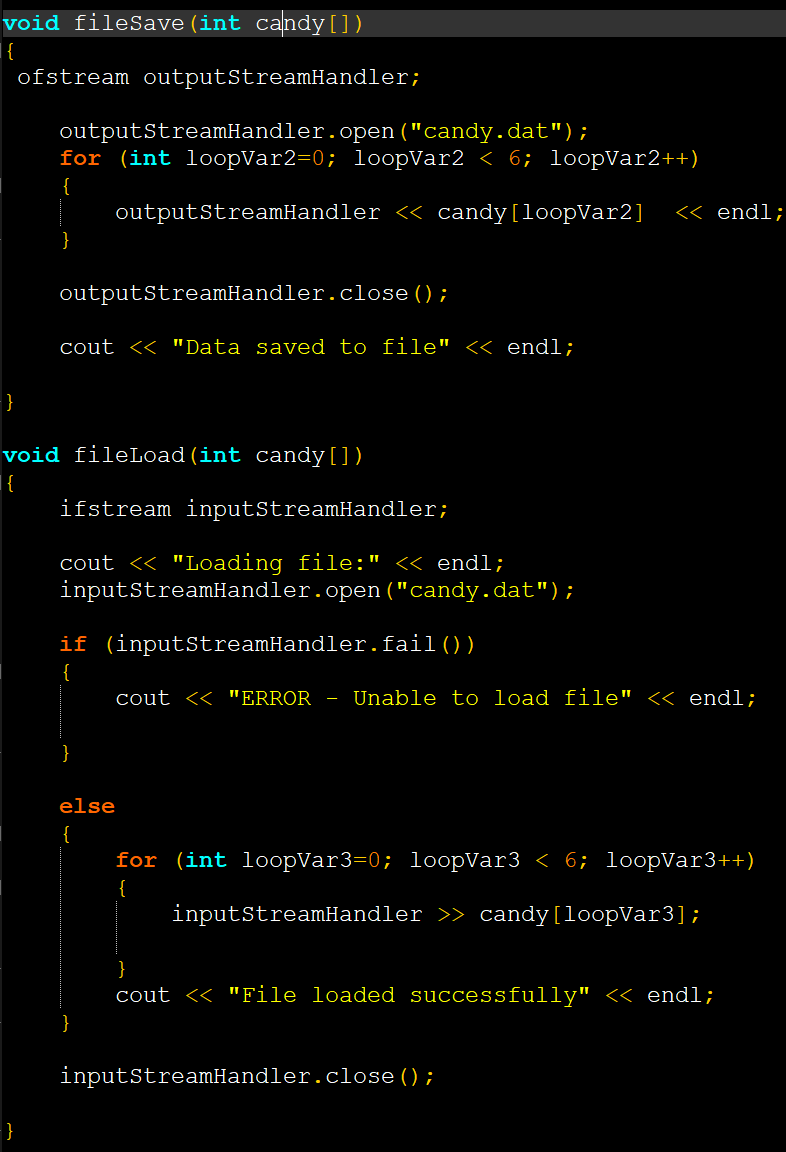 void fileSave(int candy[])
{
 ofstream outputStreamHandler;

    outputStreamHandler.open("candy.dat");
    for (int loopVar2=0; loopVar2 < 6; loopVar2++)
    {
        outputStreamHandler << candy[loopVar2]  << endl;
    }

    outputStreamHandler.close();

    cout << "Data saved to file" << endl;

}

void fileLoad(int candy[])
{
    ifstream inputStreamHandler;

    cout << "Loading file:" << endl;
    inputStreamHandler.open("candy.dat");

    if (inputStreamHandler.fail())
    {
        cout << "ERROR - Unable to load file" << endl;

    }

    else
    {
        for (int loopVar3=0; loopVar3 < 6; loopVar3++)
        {
            inputStreamHandler >> candy[loopVar3];

        }
        cout << "File loaded successfully" << endl;
    }

    inputStreamHandler.close();

}